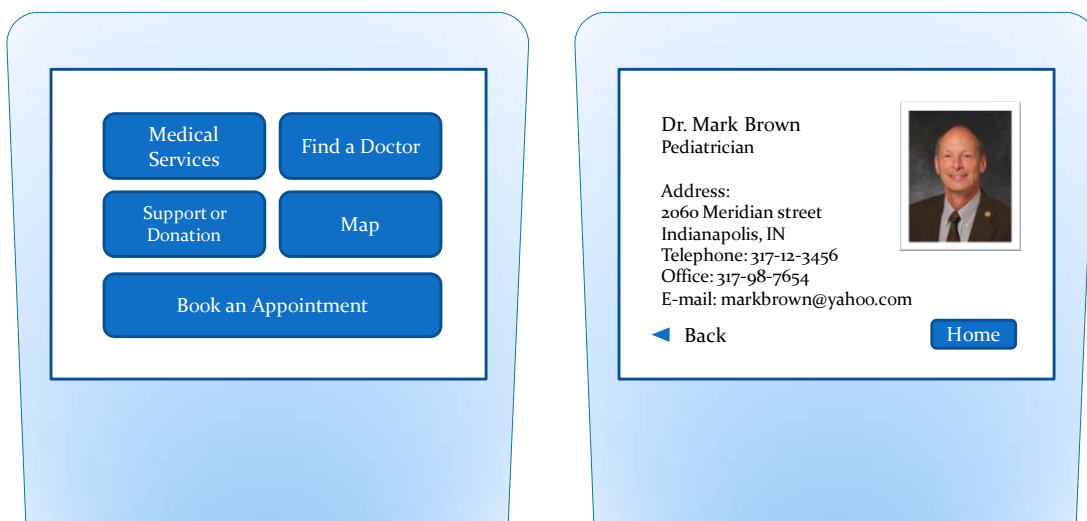 Medical
Services
Find a Doctor
Support or
Donation
Map
Book an Appointment
Dr. Mark Brown
Pediatrician
Address:
2060 Meridian street
Indianapolis, IN
Telephone: 317-12-3456
Office: 317-98-7654
E-mail: markbrown@yahoo.com
Back
Home